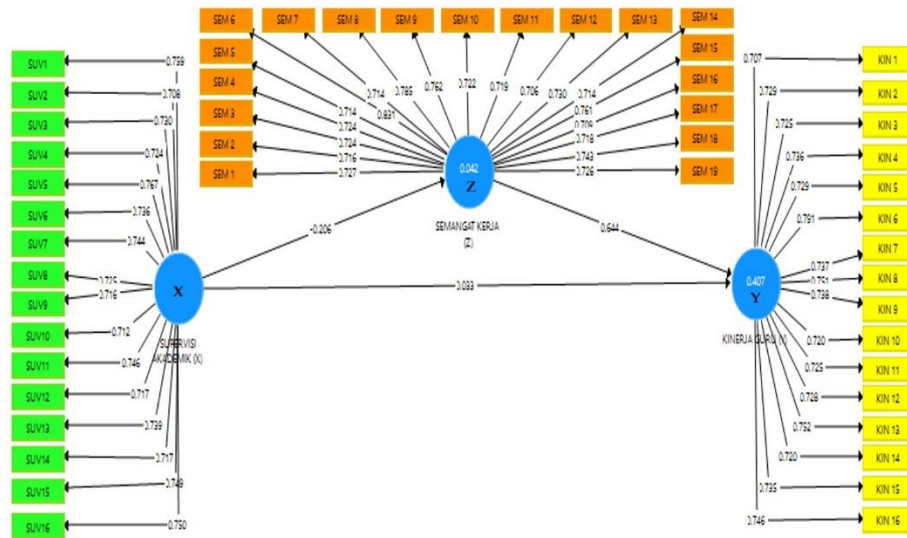 SEM 6
SEM 7
SEM 8
SEM 9
SEM 10
SEM 11
SEM 12
SEM 13
SEM 14
SEM 5
SEM 4
SEM 3
SEM 2
SEM 1
SEM 15
SEM 16
SEM 17
SEM 18
SEM 19
0.714
0.785
0.762
0.722
0.719
0.706
0.730
0.714
0.831
0.714
0.724
0.724
0.716
0.727
0.761
0.709
0.718
0.743
0.726
0.042
Z
SEMANGAT KERJA
(Z)
SUV1
SUV2
SUV3
SUV4
SUV5
SUV6
SUV7
SUV8
SUV9
SUV10
SUV11
SUV12
SUV13
SUV14
SUV15
SUV16
0.759
0.708
0.730
0.724
0.767
0.736
0.744
0.716
0.712
0.746
0.717
0.739
0.717
0.749
0.750
X
SUPERVISI
AKADEMIK (X)
-0.206
0.644
0.033
0.407
Y
KINERJA GURU (Y)
0.707
0.729
0.725
0.736
0.729
0.791
0.737
0.751
0.738
0.720
0.725
0.728
0.752
0.720
0.735
0.746
KIN 1
KIN 2
KIN 3
KIN 4
KIN 5
KIN 6
KIN 7
KIN 8
KIN 9
KIN 10
KIN 11
KIN 12
KIN 13
KIN 14
KIN 15
KIN 16